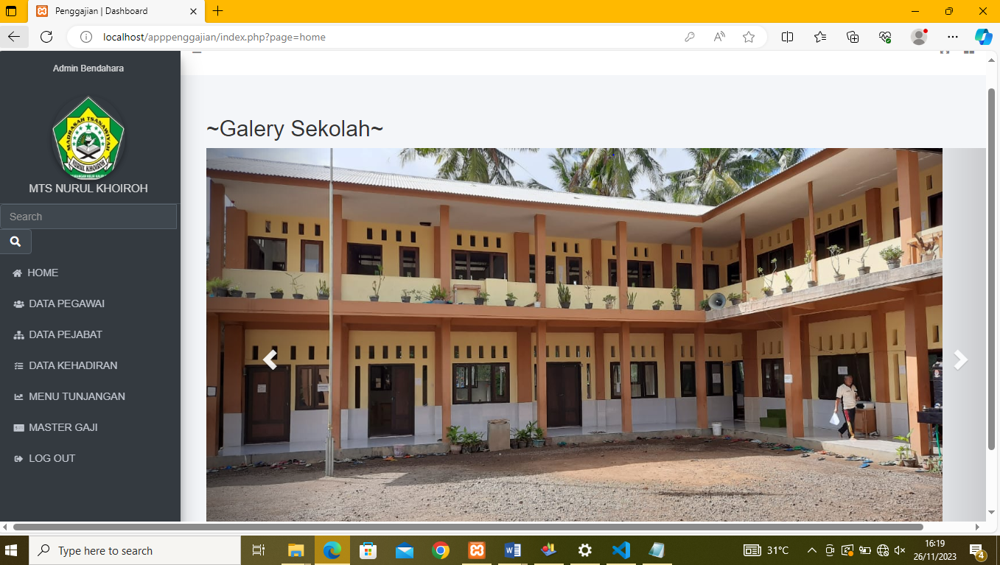 Penggajian | Dashboard
localhost/apppenggajian/index.php?page=home
Admin Bendahara
MADRASAH TSANAWIYAH
NURUL KHOIROH
MTS NURUL KHOIROH
Search
HOME
DATA PEGAWAI
DATA PEJABAT
DATA KEHADIRAN
MENU TUNJANGAN
MASTER GAJI
LOG OUT
~Galery Sekolah~
Type here to search
31°C
16:19
26/11/2023
4